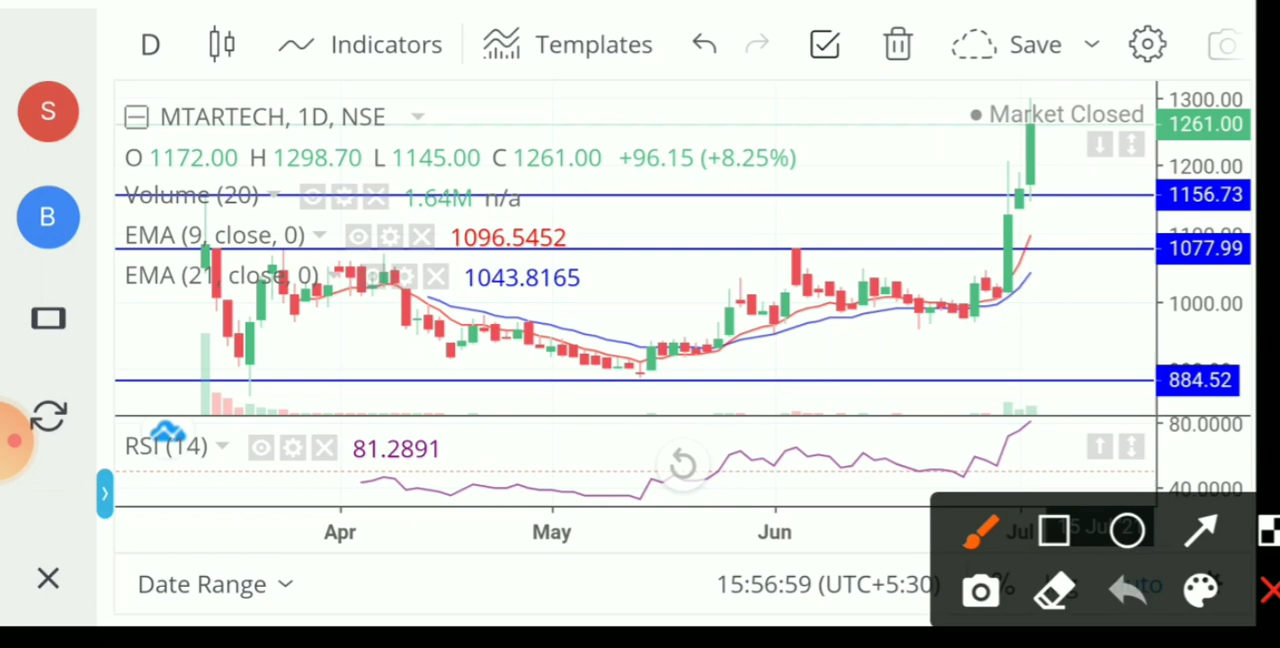 S
B
D Indicators Templates Save
MTARTECH, 1D, NSE
Market Closed
O 1172.00 H 1298.70 L 1145.00 C 1261.00 +96.15 (+8.25%)
Volume (20) 1.64M n/a
EMA (9, close, 0) 1096.5452
EMA (21, close, 0) 1043.8165
1300.00
1261.00
1200.00
1156.73
1100.00
1077.99
1000.00
884.52
RSI (14) 81.2891
80.0000
40.0000
Apr May Jun Jul
Date Range 15:56:59 (UTC+5:30) %